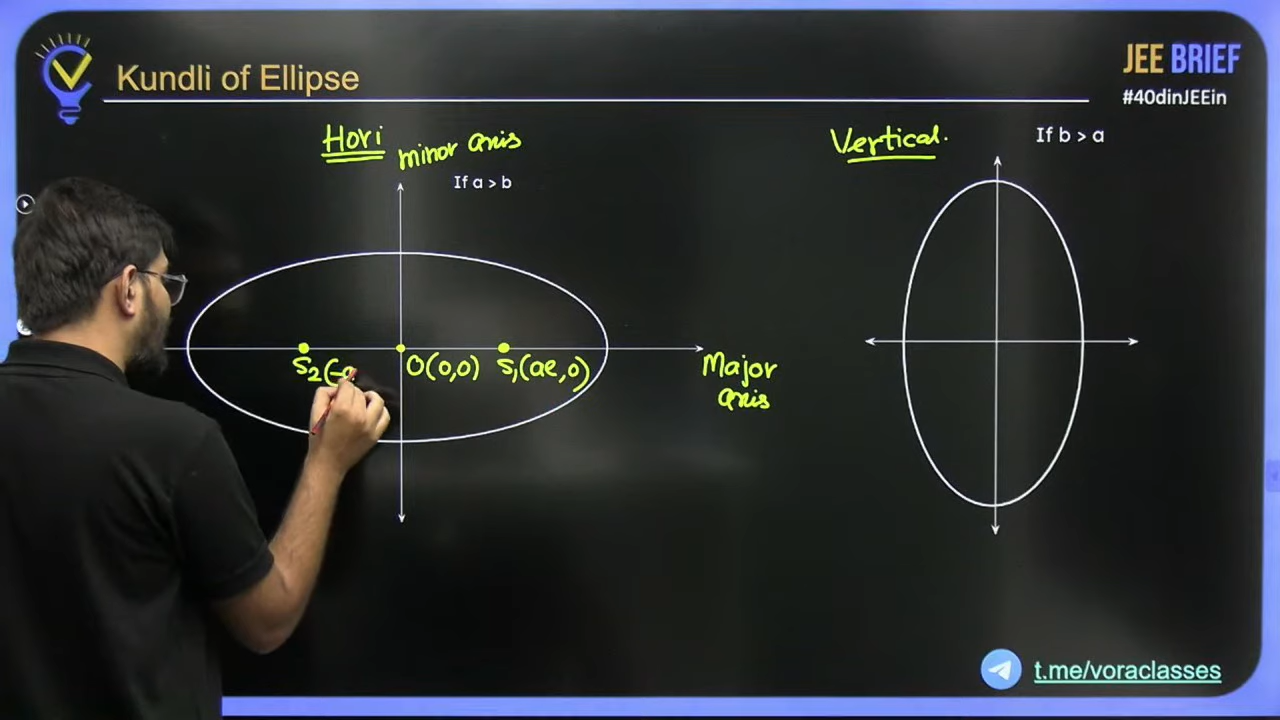 Kundli of Ellipse
JEE BRIEF
#40dinJEEin
Hori
minor axis
If a > b
Vertical.
If b > a
S2(-a
O(0,0)
S1(ae,0)
Major
axis
t.me/voraclasses